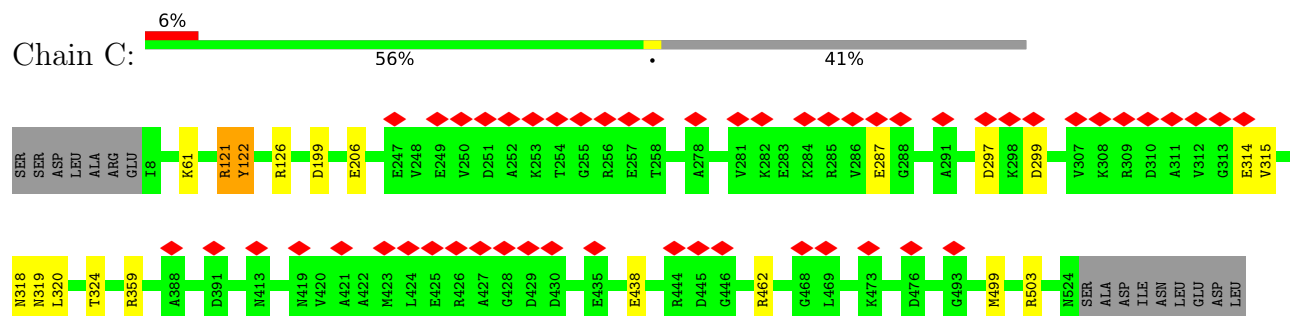 6%
Chain C:
56% • 41%
SER SER ASP LEU ALA ARG GLU I8 K61 R121 Y122 R126 D199 E206 E247 V248 E249 V250 D251 A252 K253 T254 G255 R256 E257 T258 A278 V281 K282 E283 K284 R285 V286 E287 G288 A291 D297 K298 D299 V307 K308 R309 D310 A311 V312 G313 E314 V315
N318 N319 L320 T324 R359 A388 D391 N413 N419 V420 A421 A422 N423 L424 E425 R426 A427 G428 D429 D430 E435 E438 R444 D445 G446 R462 G468 L469 K473 D476 G493 M499 R503 N524 SER ALA ASP ILE ASN LEU GLU ASP LEU